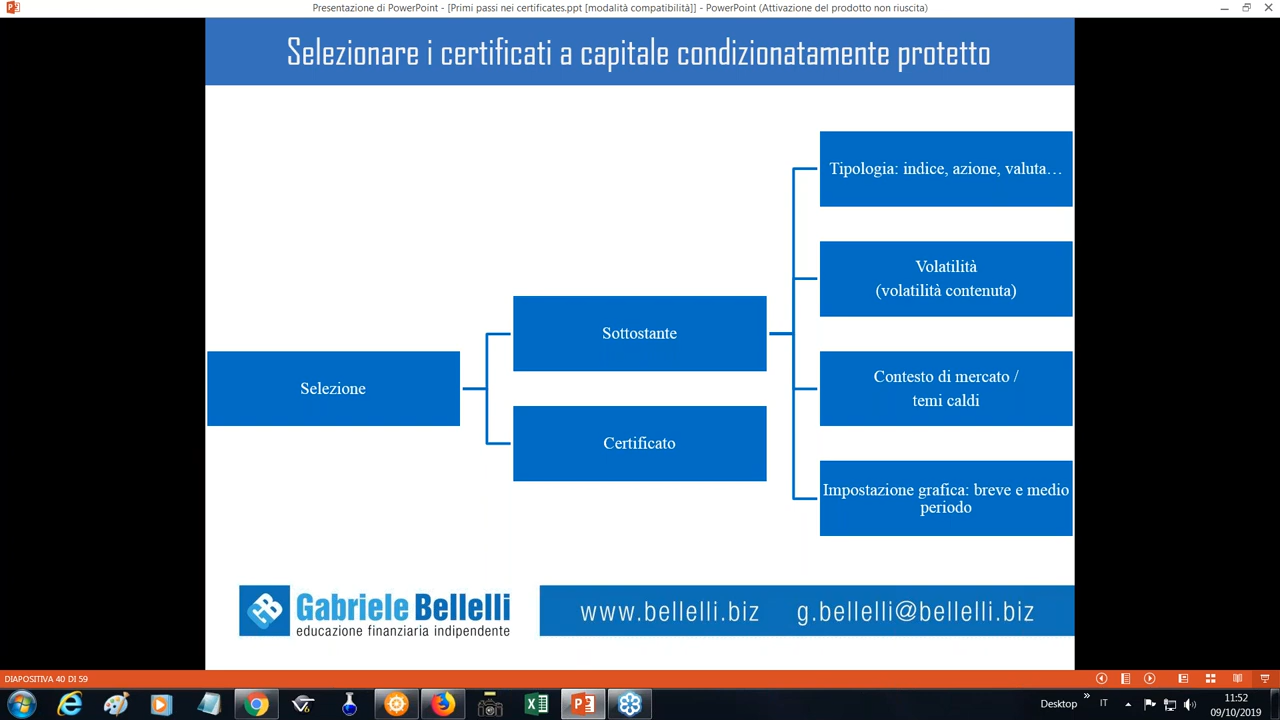 Presentazione di PowerPoint - [Primi passi nei certificates.ppt [modalità compatibilità]] - PowerPoint (Attivazione del prodotto non riuscita)
Selezionare i certificati a capitale condizionatamente protetto
Tipologia: indice, azione, valuta…
Volatilità
(volatilità contenuta)
Sottostante
Selezione
Contesto di mercato /
temi caldi
Certificato
Impostazione grafica: breve e medio
periodo
Gabriele Bellelli
educazione finanziaria indipendente
www.bellelli.biz g.bellelli@bellelli.biz
DIAPOSITIVA 40 DI 59
Desktop
IT
11:52
09/10/2019